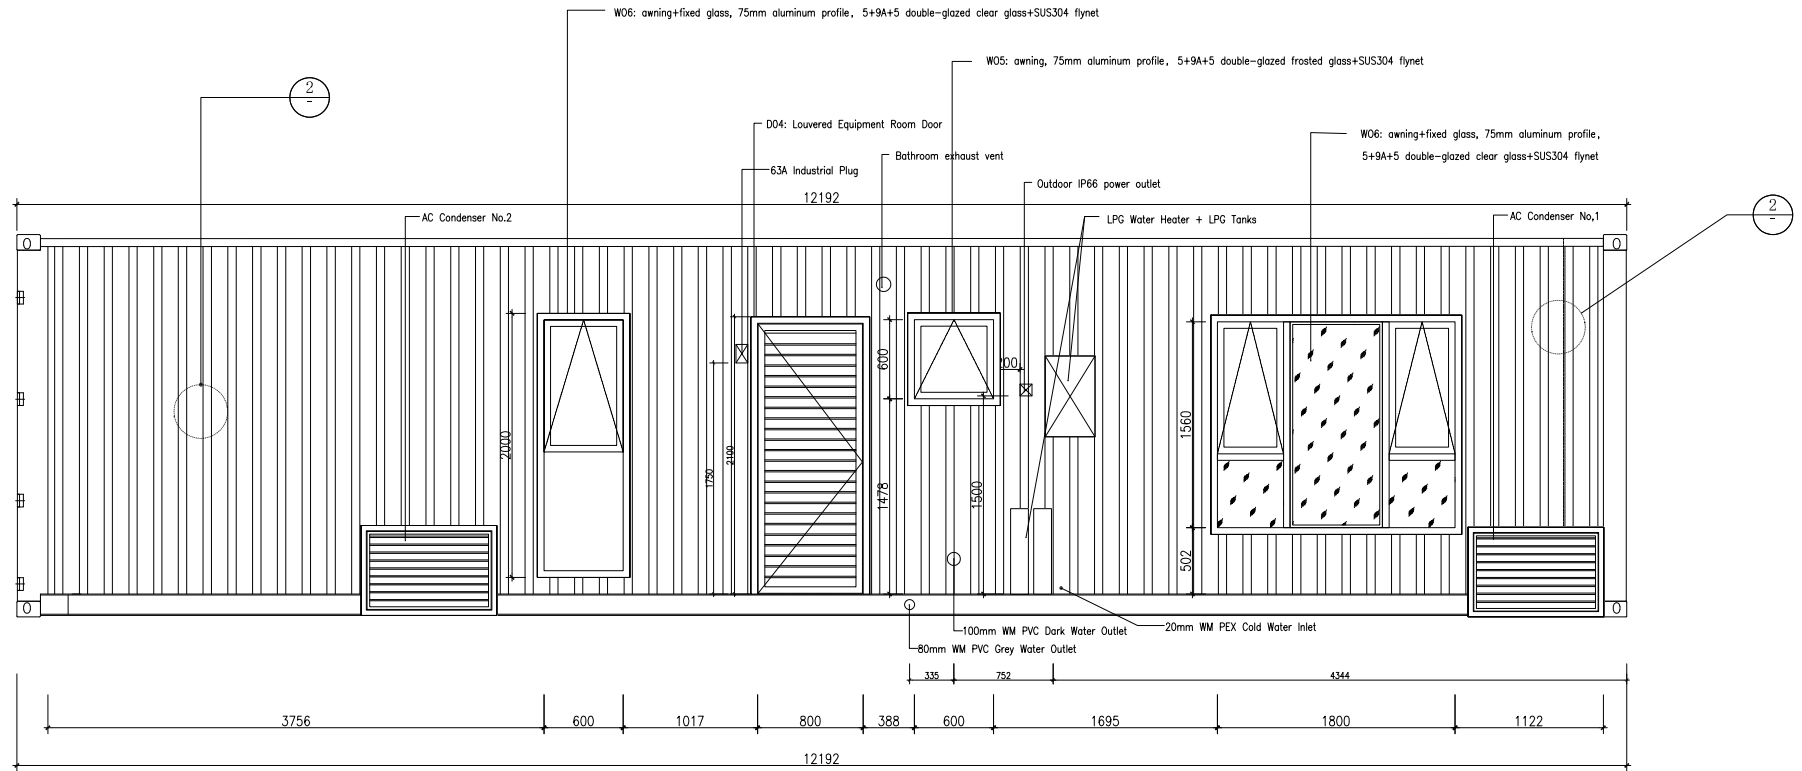 W06: awning+fixed glass, 75mm aluminum profile, 5+9A+5 double-glazed clear glass+SUS304 flynet
W05: awning, 75mm aluminum profile, 5+9A+5 double-glazed frosted glass+SUS304 flynet
2
-
D04: Louvered Equipment Room Door
W06: awning+fixed glass, 75mm aluminum profile,
5+9A+5 double-glazed clear glass+SUS304 flynet
Bathroom exhaust vent
63A Industrial Plug
Outdoor IP66 power outlet
12192
AC Condenser No.2
LPG Water Heater + LPG Tanks
AC Condenser No,1
2
-
2000
1750
2100
600
1478
200
1500
1560
502
100mm WM PVC Dark Water Outlet
20mm WM PEX Cold Water Inlet
80mm WM PVC Grey Water Outlet
335 752 4344
3756 600 1017 800 388 600 1695 1800 1122
12192